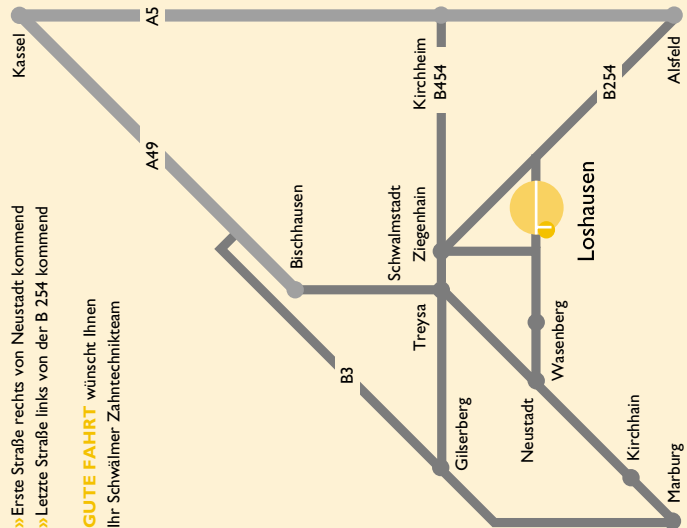 » Erste Straße rechts von Neustadt kommend
» Letzte Straße links von der B 254 kommend
GUTE FAHRT wünscht Ihnen
Ihr Schwälmer Zahntechnikteam
Kassel
A5
A49
Bischhausen
B3
Kirchheim
B454
Schwalmstadt
Ziegenhain
Treysa
Gilserberg
B254
Alsfeld
Loshausen
Wasenberg
Neustadt
Kirchhain
Marburg